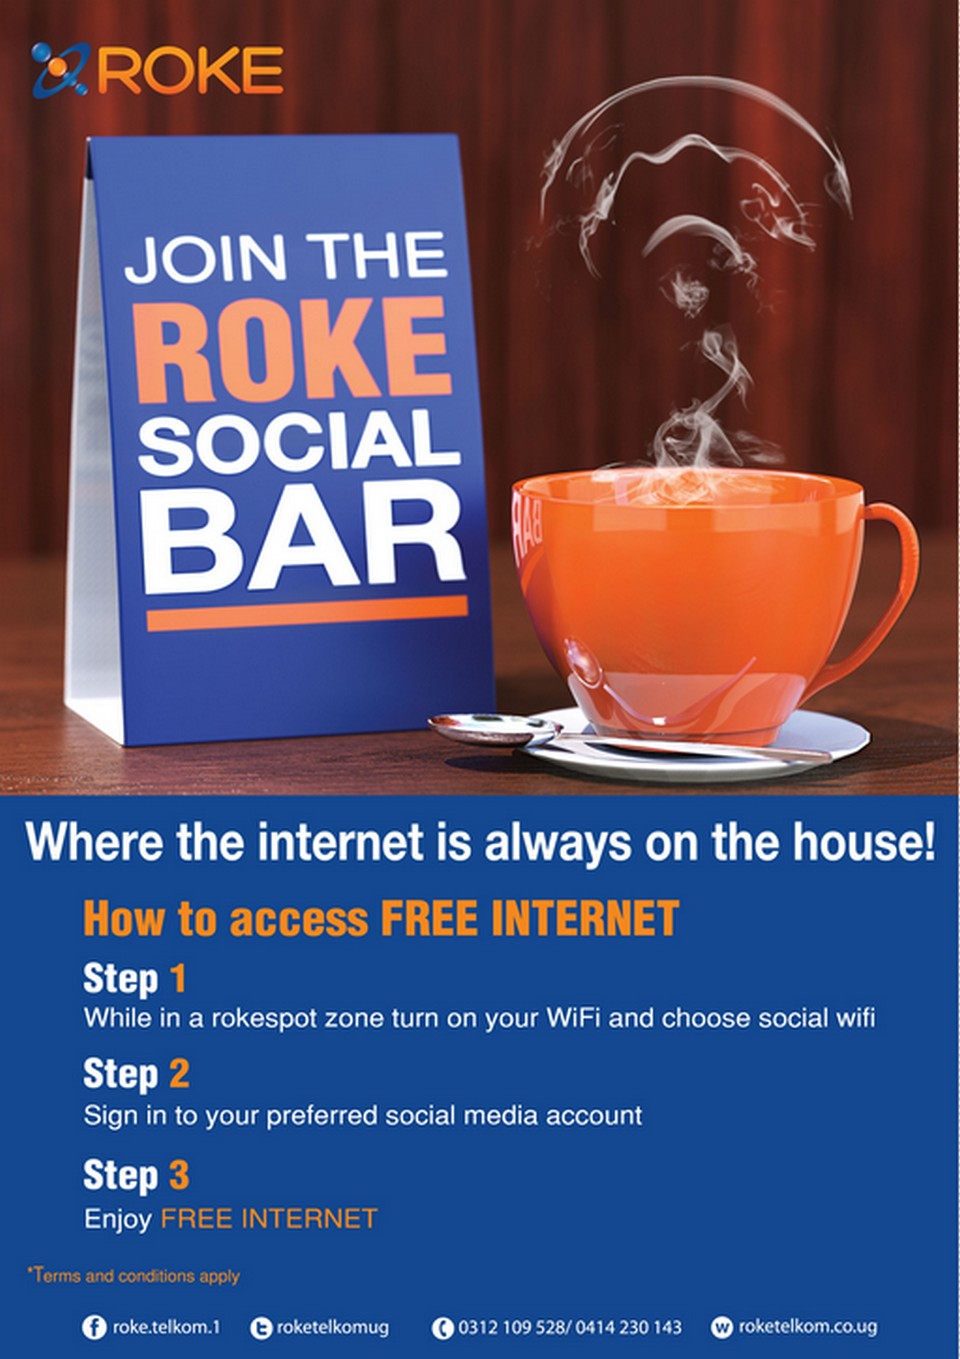 ROKE
JOIN THE
ROKE
SOCIAL
BAR
BAR
Where the internet is always on the house!
How to access FREE INTERNET
Step 1
While in a rokespot zone turn on your WiFi and choose social wifi
Step 2
Sign in to your preferred social media account
Step 3
Enjoy FREE INTERNET
*Terms and conditions apply
roke.telkom.1 roketelkomug 0312 109 528/ 0414 230 143 roketelkom.co.ug